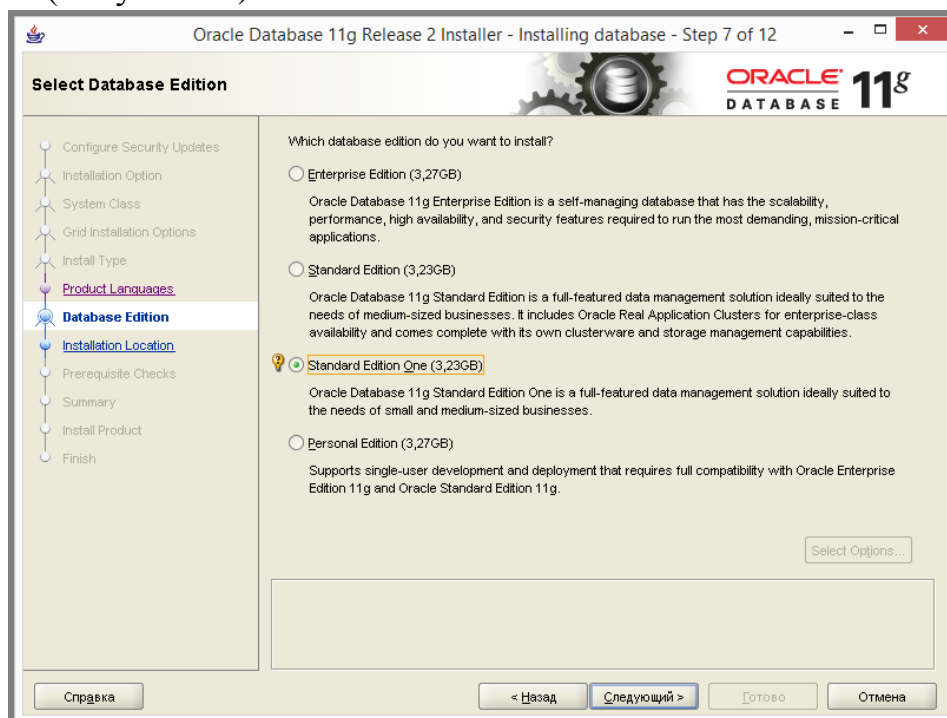 Oracle Database 11g Release 2 Installer - Installing database - Step 7 of 12
Select Database Edition
ORACLE DATABASE 11g
Configure Security Updates
Installation Option
System Class
Grid Installation Options
Install Type
Product Languages
Database Edition
Installation Location
Prerequisite Checks
Summary
Install Product
Finish
Which database edition do you want to install?
Enterprise Edition (3,27GB)
Oracle Database 11g Enterprise Edition is a self-managing database that has the scalability,
performance, high availability, and security features required to run the most demanding, mission-critical
applications.
Standard Edition (3,23GB)
Oracle Database 11g Standard Edition is a full-featured data management solution ideally suited to the
needs of medium-sized businesses. It includes Oracle Real Application Clusters for enterprise-class
availability and comes complete with its own clusterware and storage management capabilities.
Standard Edition One (3,23GB)
Oracle Database 11g Standard Edition One is a full-featured data management solution ideally suited to
the needs of small and medium-sized businesses.
Personal Edition (3,27GB)
Supports single-user development and deployment that requires full compatibility with Oracle Enterprise
Edition 11g and Oracle Standard Edition 11g.
Select Options...
Справка
< Назад
Следующий >
Готово
Отмена